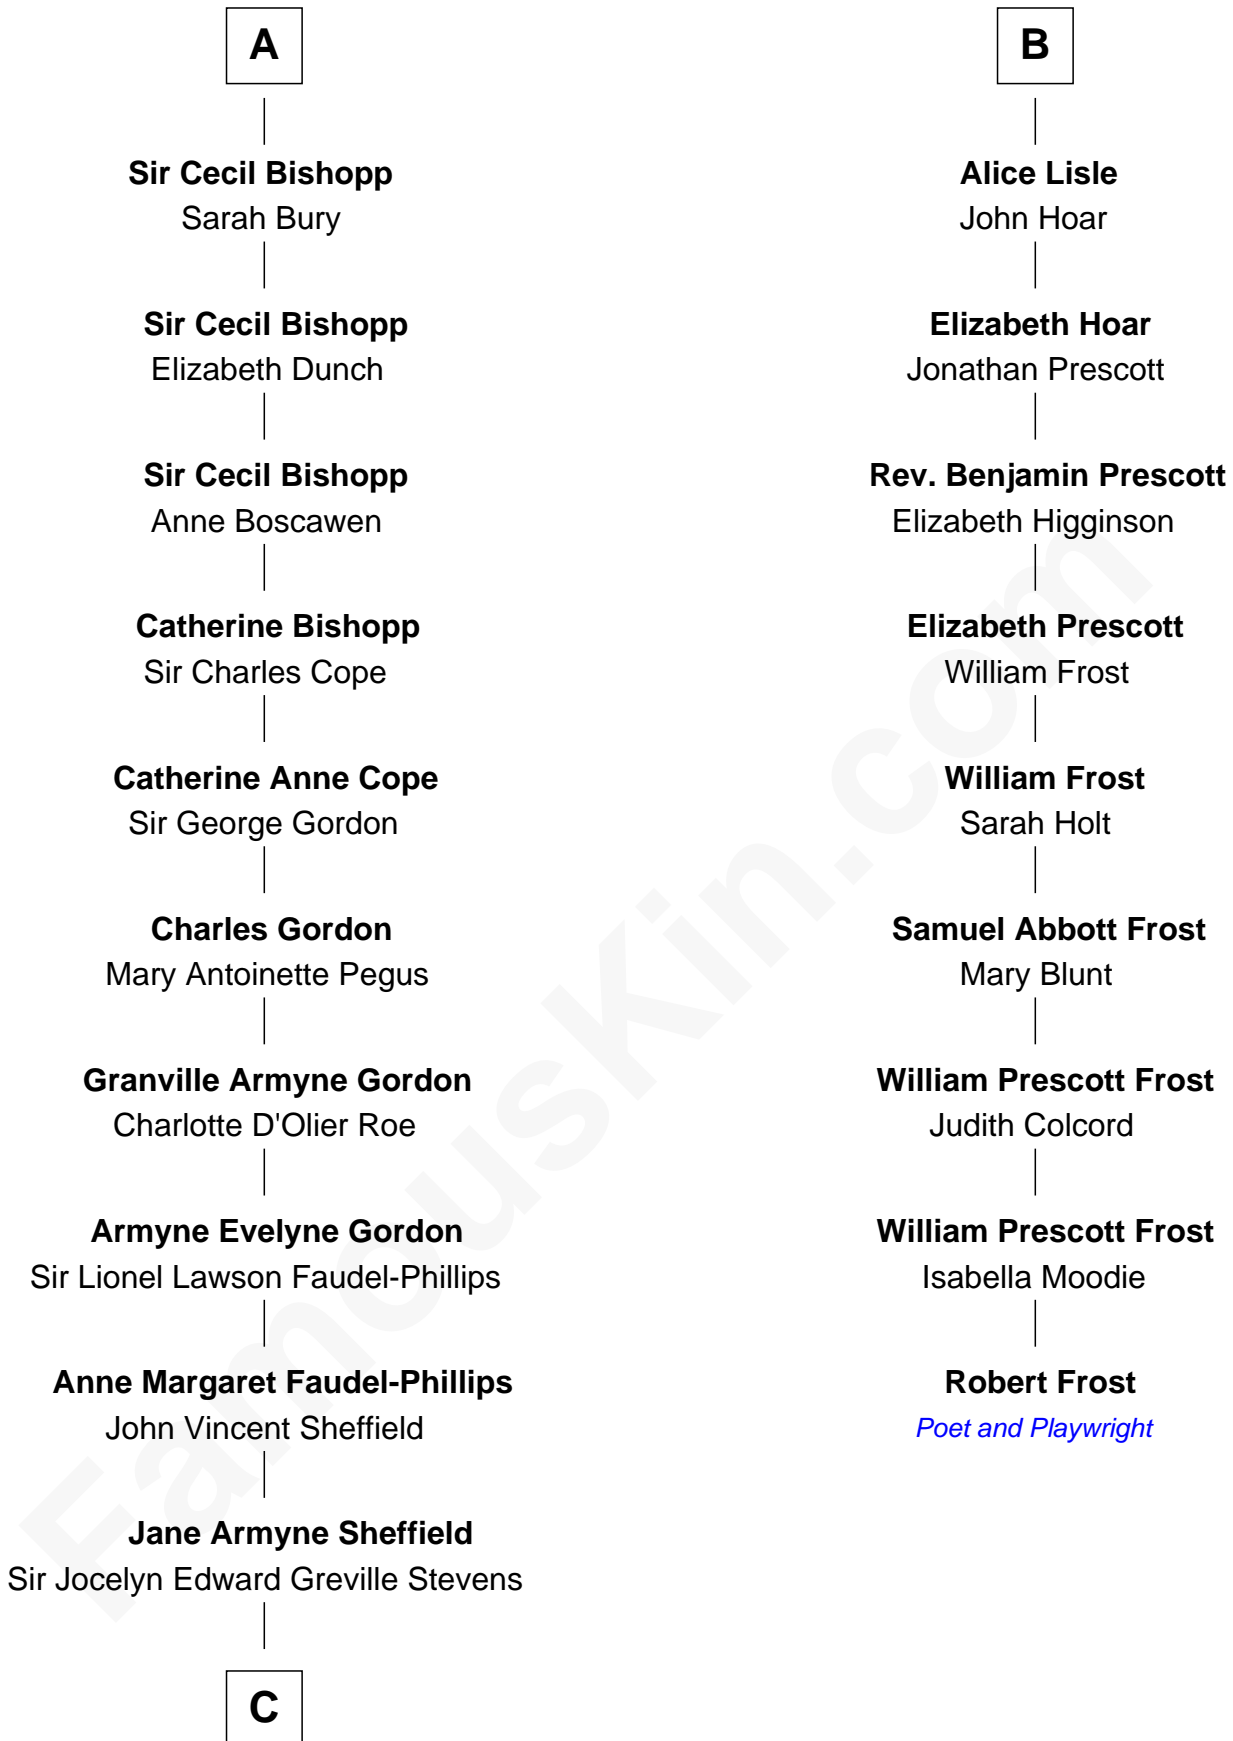 A
Sir Cecil Bishopp
Sarah Bury
Sir Cecil Bishopp
Elizabeth Dunch
Sir Cecil Bishopp
Anne Boscawen
Catherine Bishopp
Sir Charles Cope
Catherine Anne Cope
Sir George Gordon
Charles Gordon
Mary Antoinette Pegus
Granville Armyne Gordon
Charlotte D'Olier Roe
Armyne Evelyne Gordon
Sir Lionel Lawson Faudel-Phillips
Anne Margaret Faudel-Phillips
John Vincent Sheffield
Jane Armyne Sheffield
Sir Jocelyn Edward Greville Stevens
C
B
Alice Lisle
John Hoar
Elizabeth Hoar
Jonathan Prescott
Rev. Benjamin Prescott
Elizabeth Higginson
Elizabeth Prescott
William Frost
William Frost
Sarah Holt
Samuel Abbott Frost
Mary Blunt
William Prescott Frost
Judith Colcord
William Prescott Frost
Isabella Moodie
Robert Frost
Poet and Playwright
FamousKin.com